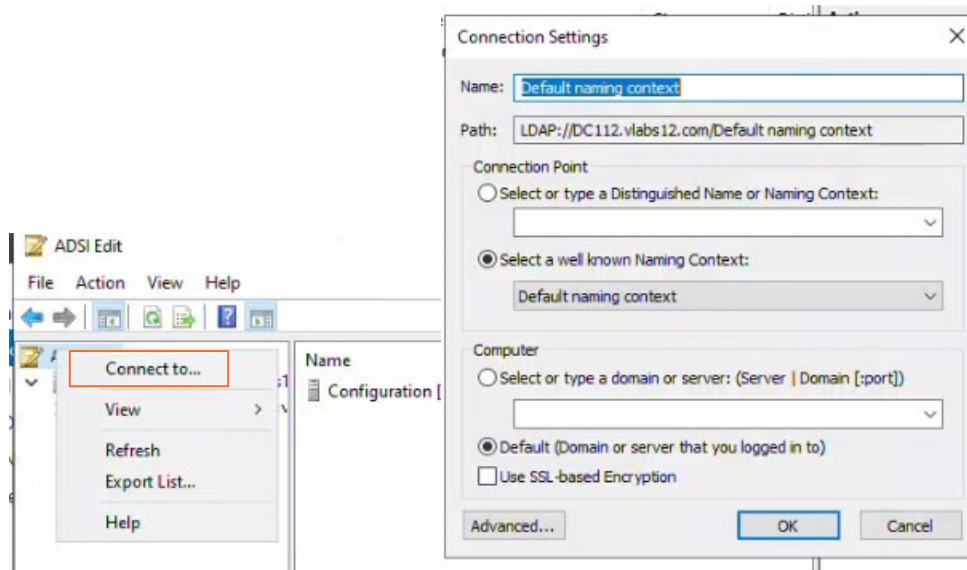 ADSI Edit
File Action View Help
Connect to...
View
Refresh
Export List...
Help
Name
Configuration [
Connection Settings
Name: Default naming context
Path: LDAP://DC112.vlabs12.com/Default naming context
Connection Point
Select or type a Distinguished Name or Naming Context:
Select a well known Naming Context:
Default naming context
Computer
Select or type a domain or server: (Server | Domain [:port])
Default (Domain or server that you logged in to)
Use SSL-based Encryption
Advanced... OK Cancel